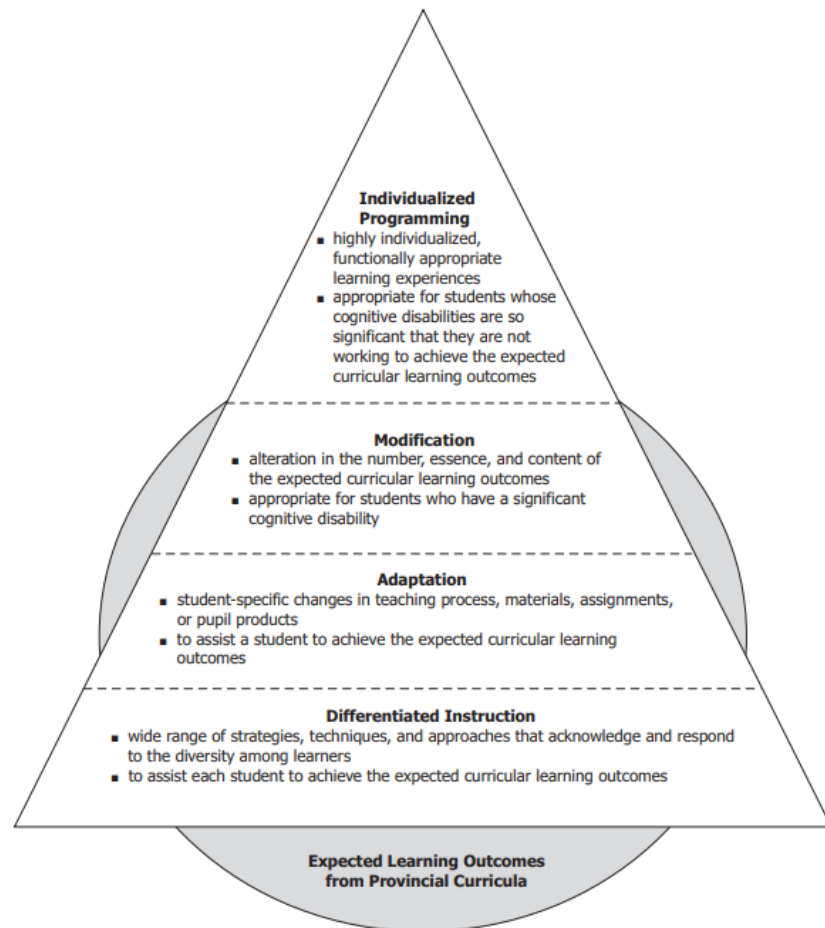 Individualized
Programming
▪ highly individualized,
functionally appropriate
learning experiences
▪ appropriate for students whose
cognitive disabilities are so
significant that they are not
working to achieve the expected
curricular learning outcomes
Modification
▪ alteration in the number, essence, and content of
the expected curricular learning outcomes
▪ appropriate for students who have a significant
cognitive disability
Adaptation
▪ student-specific changes in teaching process, materials, assignments,
or pupil products
▪ to assist a student to achieve the expected curricular learning
outcomes
Differentiated Instruction
▪ wide range of strategies, techniques, and approaches that acknowledge and respond
to the diversity among learners
▪ to assist each student to achieve the expected curricular learning outcomes
Expected Learning Outcomes
from Provincial Curricula